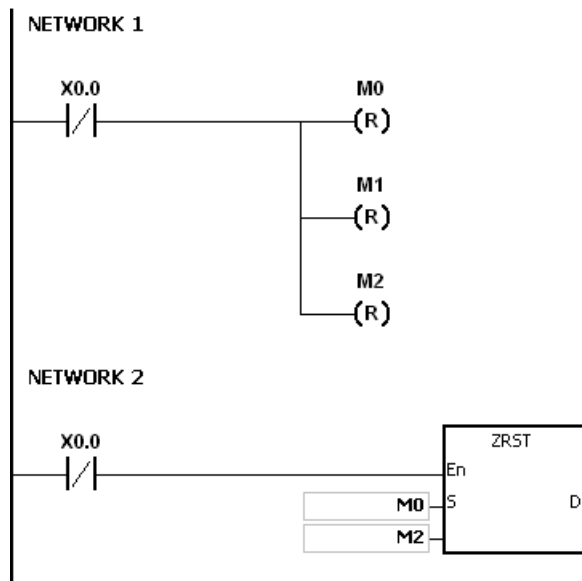 NETWORK 1
X0.0
M0
(R)
M1
(R)
M2
(R)
NETWORK 2
X0.0
ZRST
En
M0 S D
M2